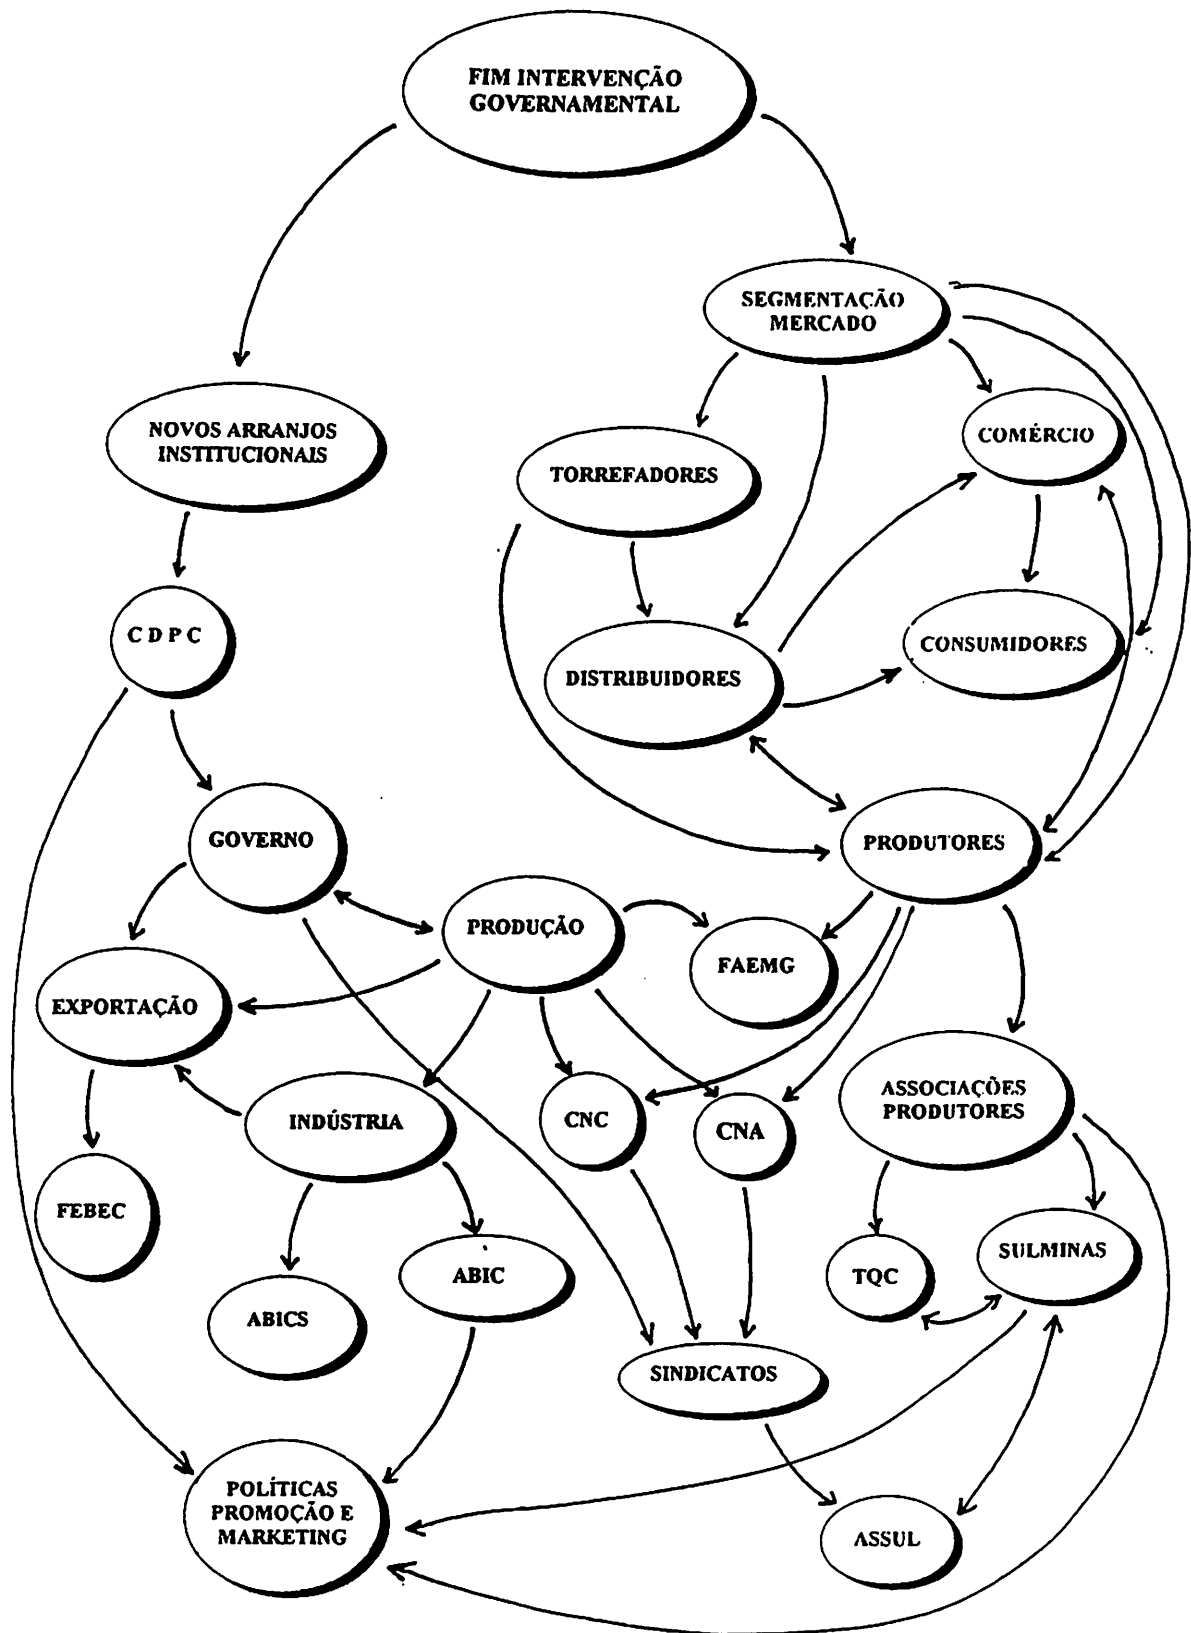 FIM INTERVENÇÃO
GOVERNAMENTAL
SEGMENTAÇÃO
MERCADO
NOVOS ARRANJOS
INSTITUCIONAIS
COMÉRCIO
TORREFADORES
C D P C
CONSUMIDORES
DISTRIBUIDORES
GOVERNO
PRODUTORES
PRODUÇÃO
FAEMG
EXPORTAÇÃO
ASSOCIAÇÕES
PRODUTORES
INDÚSTRIA
CNC
CNA
FEBEC
SULMINAS
ABIC
TQC
ABICS
SINDICATOS
POLÍTICAS
PROMOÇÃO E
MARKETING
ASSUL